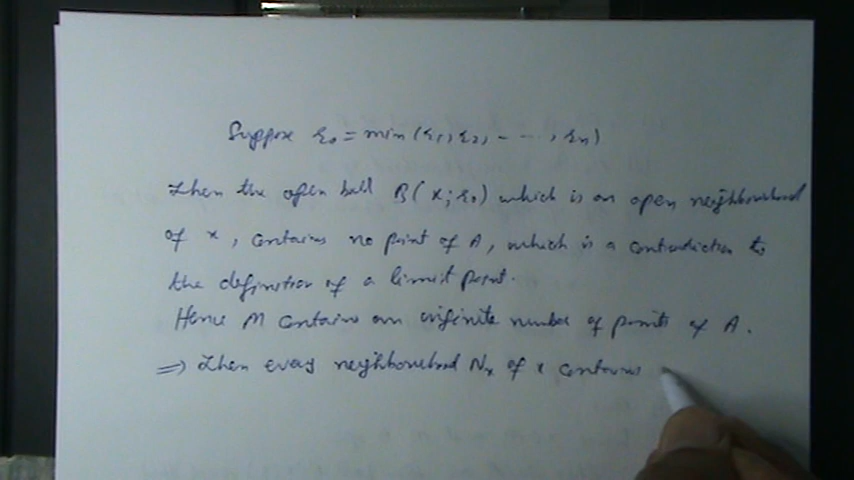 Suppose ε₀ = min (ε₁, ε₂, - - - -, εₙ)
Then the open ball B( x; ε₀) which is an open neighbourhood
of x, contains no point of A, which is a contradiction to
the definition of a limit point.
Hence M contains an infinite number of points of A.
=> Then every neighbourhood Nₓ of x contains